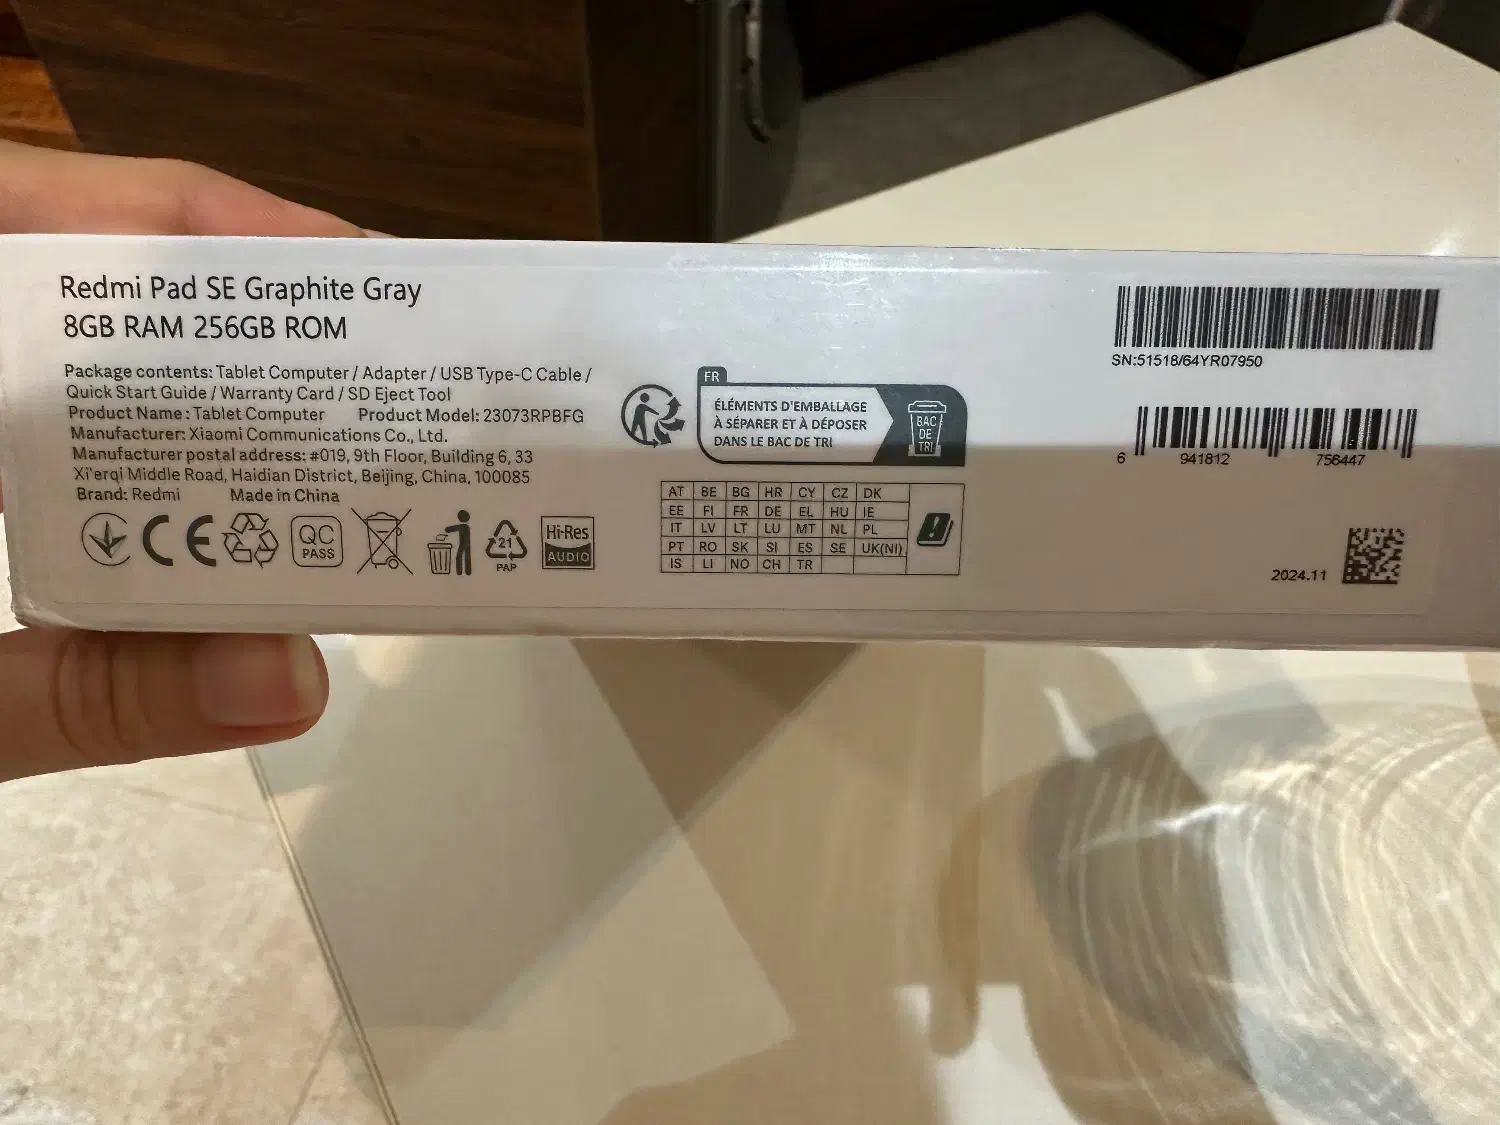 Redmi Pad SE Graphite Gray
8GB RAM 256GB ROM
Package contents: Tablet Computer / Adapter / USB Type-C Cable /
Quick Start Guide / Warranty Card / SD Eject Tool
Product Name: Tablet Computer Product Model: 23073RPBFG
Manufacturer: Xiaomi Communications Co., Ltd.
Manufacturer postal address: #019, 9th Floor, Building 6, 33
Xi'erqi Middle Road, Haidian District, Beijing, China, 100085
Brand: Redmi Made in China
CE
QC
PASS
21
PAP
Hi-Res
AUDIO
FR
ÉLÉMENTS D'EMBALLAGE
À SÉPARER ET À DÉPOSER
DANS LE BAC DE TRI
BAC
DE
TRI
AT BE BG HR CY CZ DK
EE FI FR DE EL HU IE
IT LV LT LU MT NL PL
PT RO SK SI ES SE UK(NI)
IS LI NO CH TR
SN:51518/64YR07950
6 941812 756447
2024.11